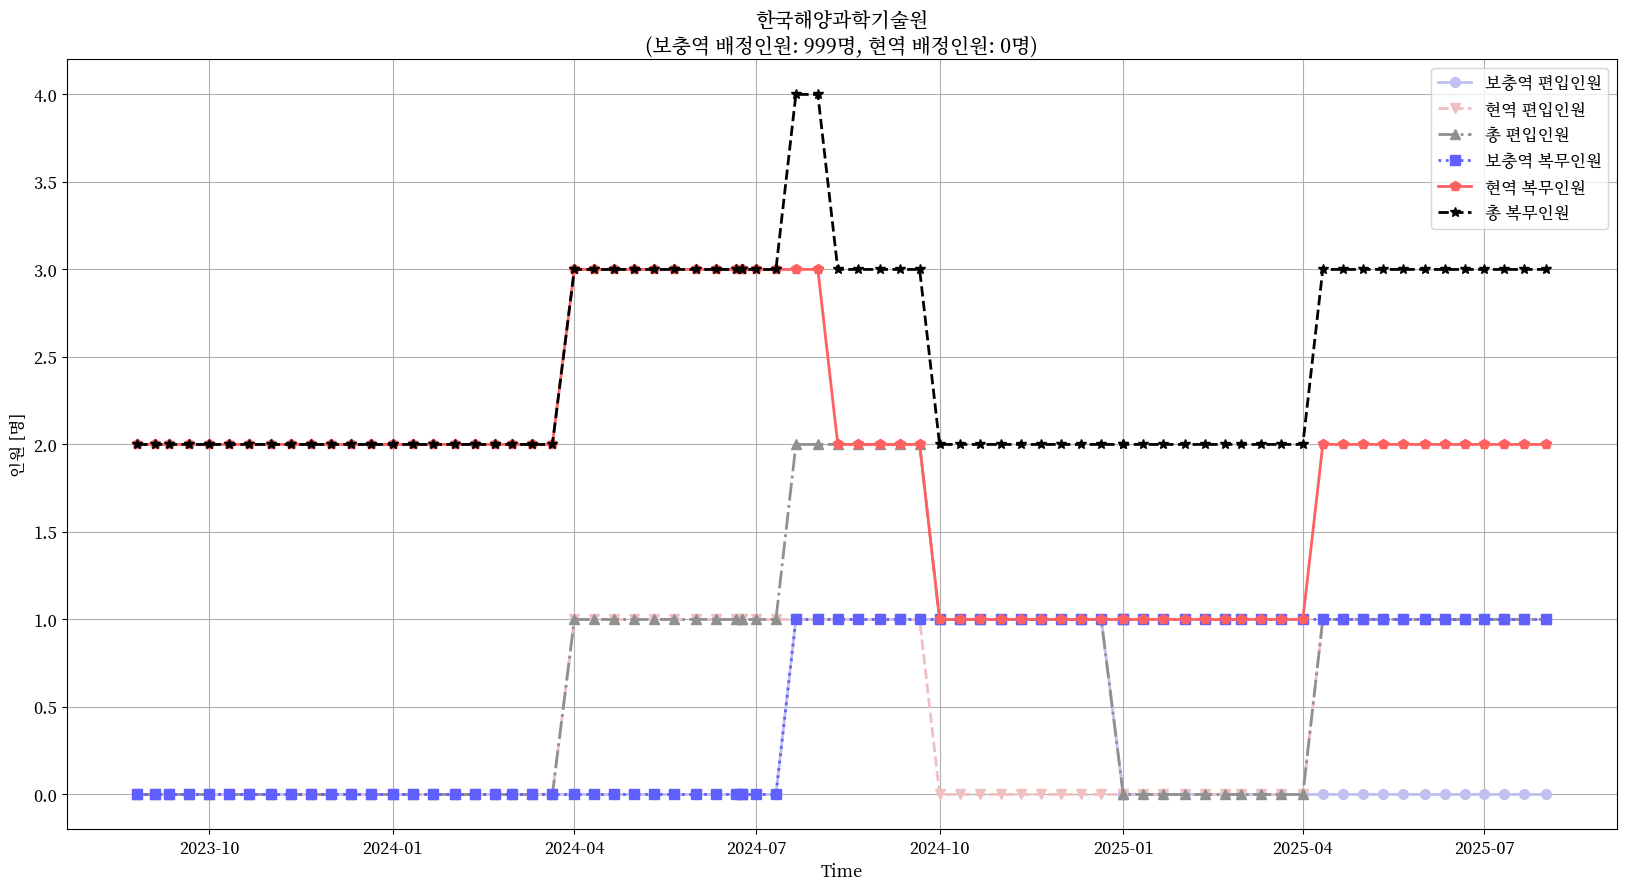 한국해양과학기술원
(보충역 배정인원: 999명, 현역 배정인원: 0명)
보충역 편입인원
현역 편입인원
총 편입인원
보충역 복무인원
현역 복무인원
총 복무인원
인원 [명]
4.0
3.5
3.0
2.5
2.0
1.5
1.0
0.5
0.0
2023-10
2024-01
2024-04
2024-07
2024-10
2025-01
2025-04
2025-07
Time